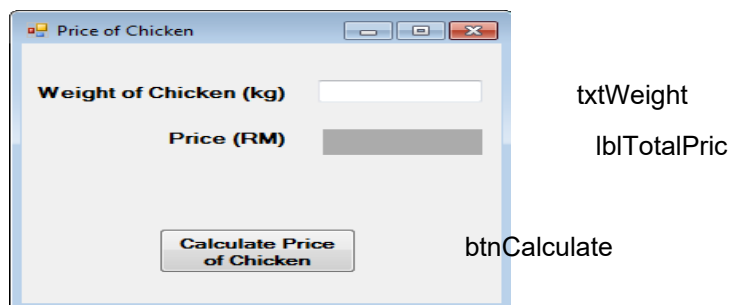 Price of Chicken
Weight of Chicken (kg)
txtWeight
Price (RM)
lblTotalPric
Calculate Price
of Chicken
btnCalculate